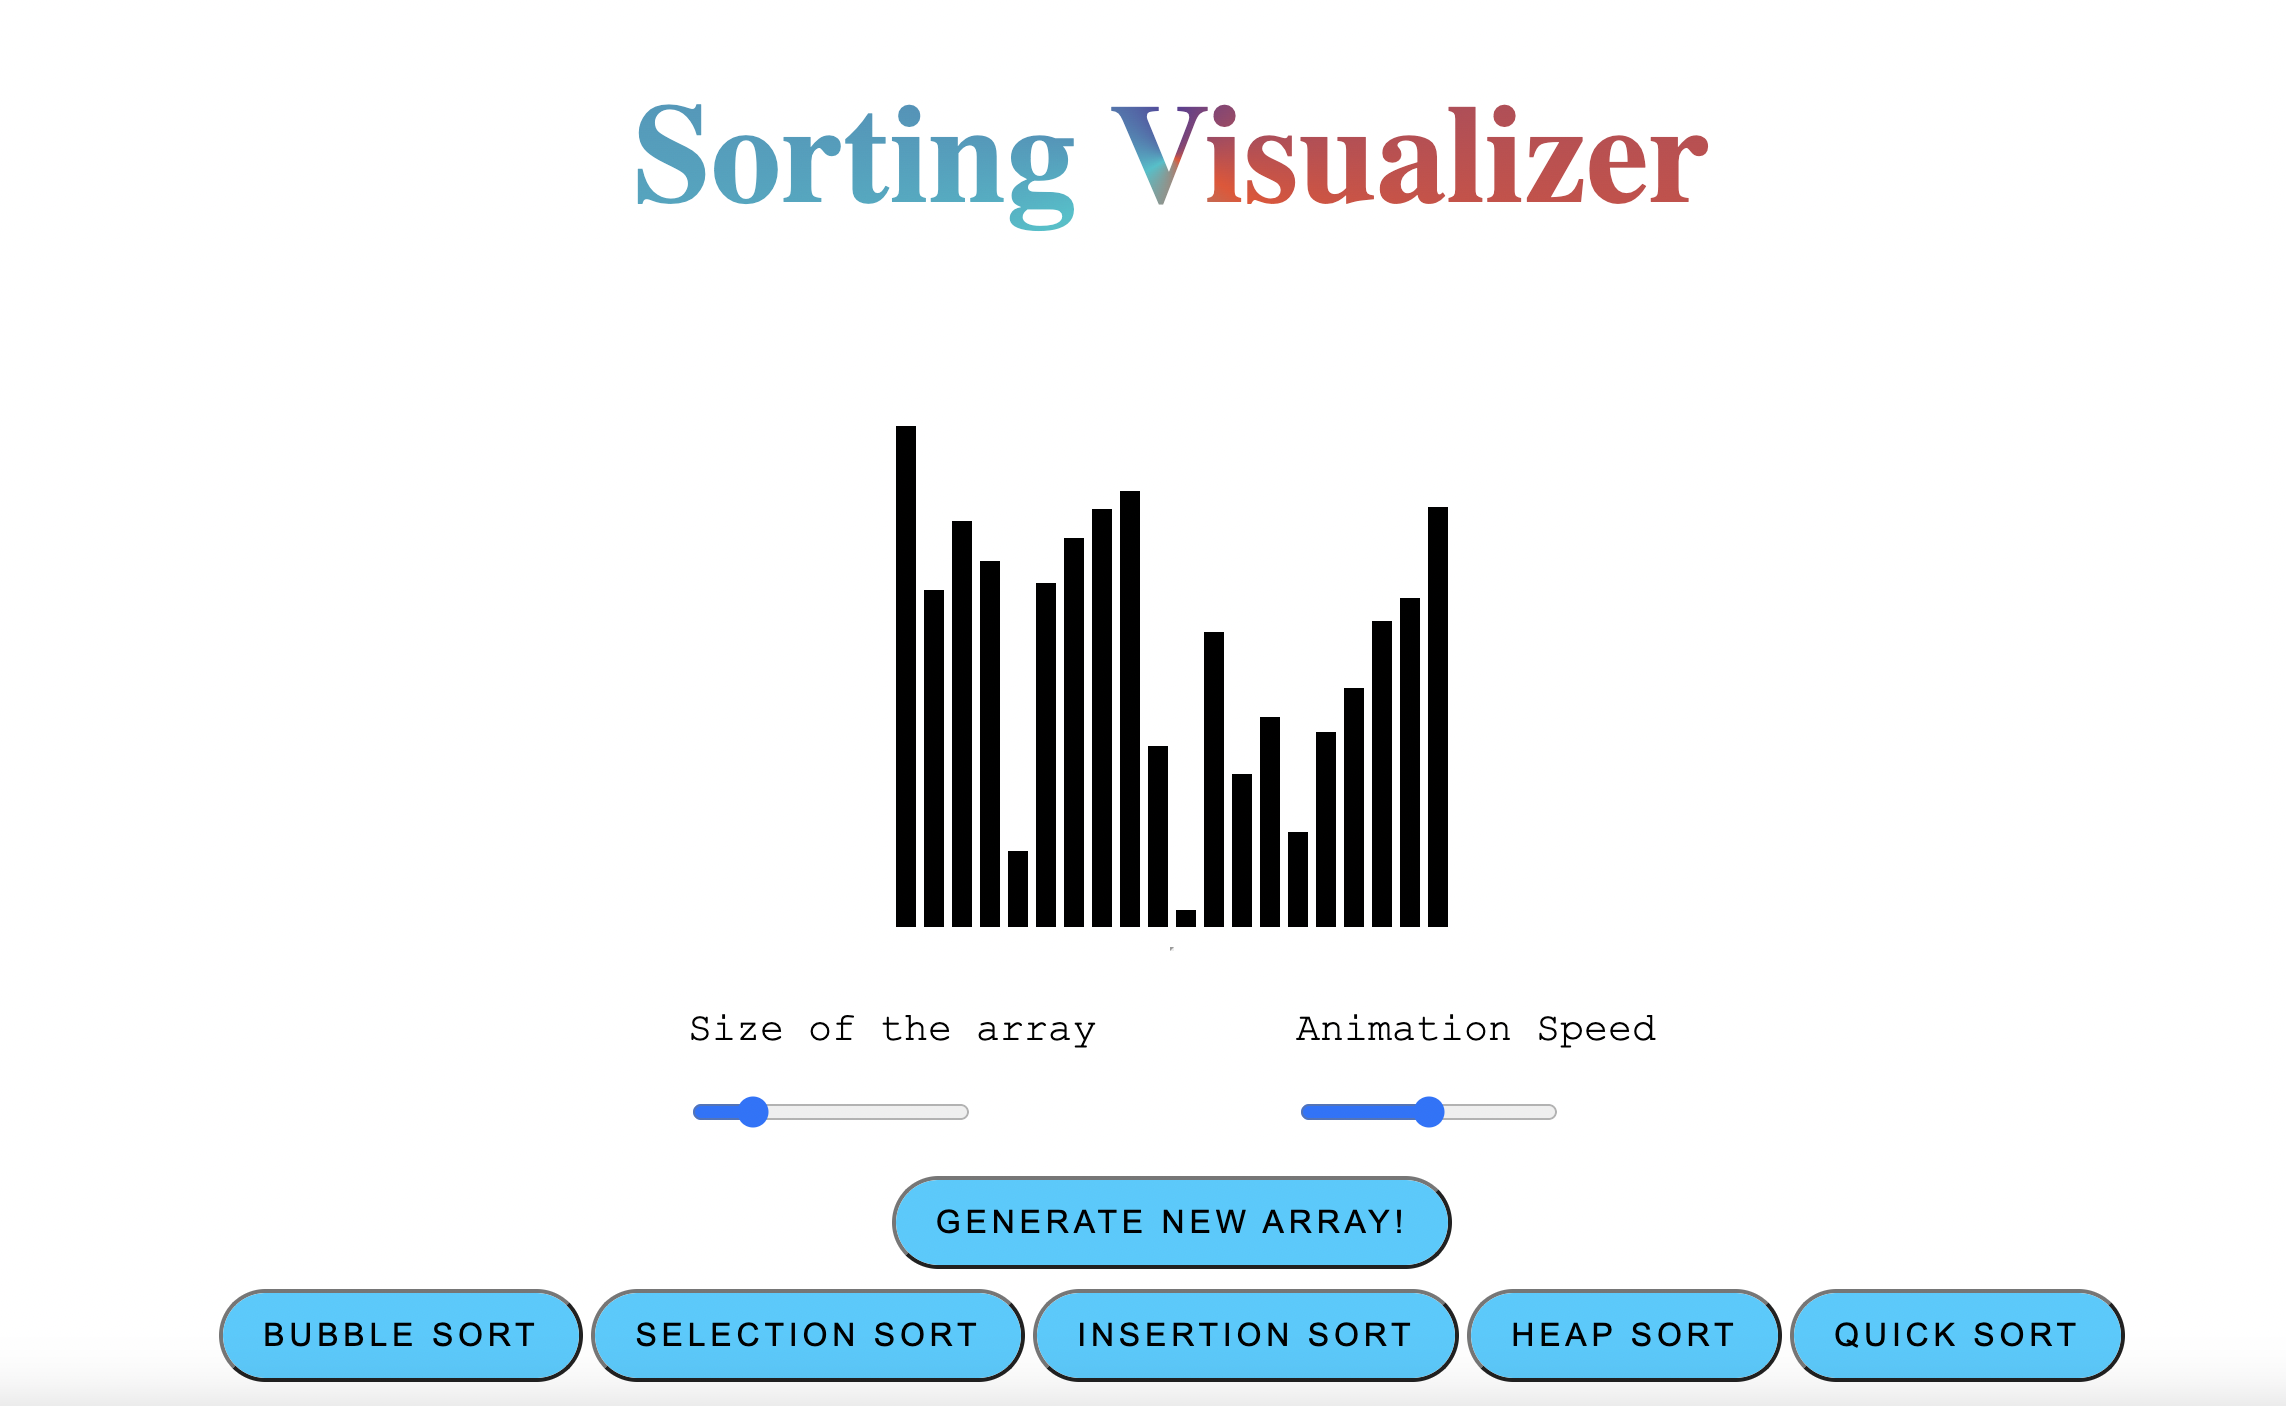 Sorting Visualizer
Size of the array Animation Speed
GENERATE NEW ARRAY!
BUBBLE SORT SELECTION SORT INSERTION SORT HEAP SORT QUICK SORT